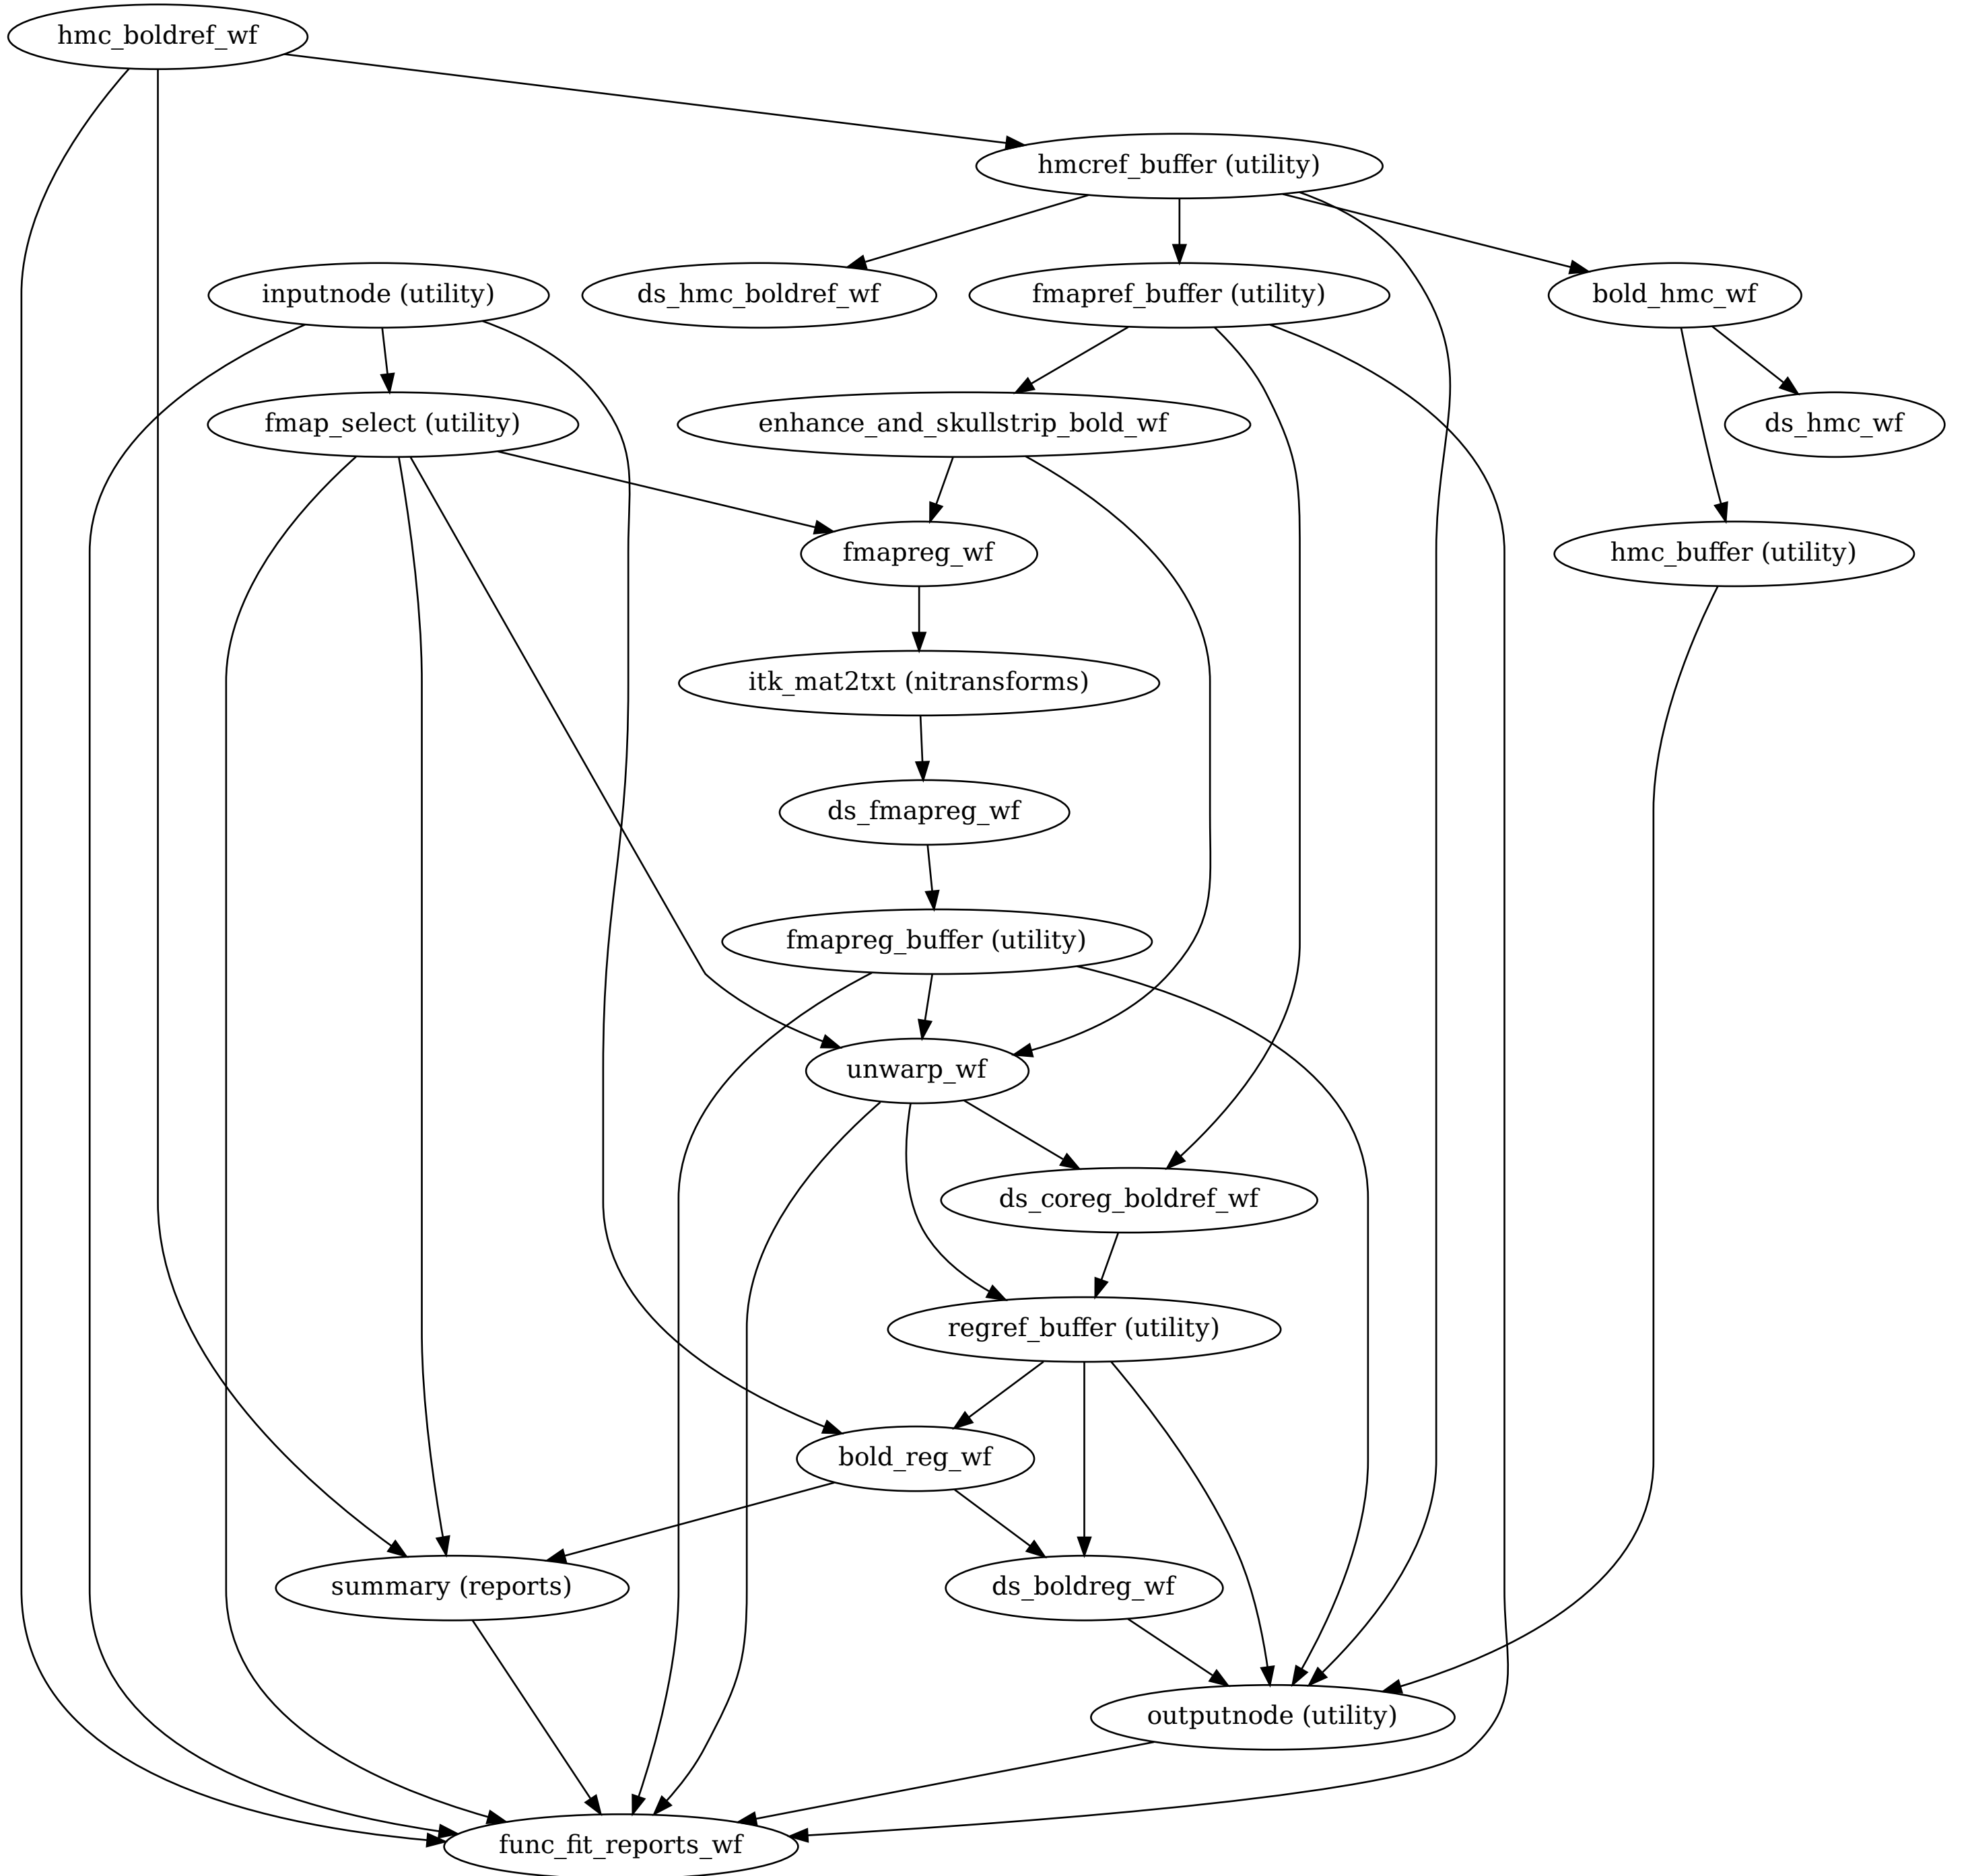 hmc_boldref_wf
hmcref_buffer (utility)
inputnode (utility)
ds_hmc_boldref_wf
fmapref_buffer (utility)
bold_hmc_wf
fmap_select (utility)
enhance_and_skullstrip_bold_wf
ds_hmc_wf
fmapreg_wf
hmc_buffer (utility)
itk_mat2txt (nitransforms)
ds_fmapreg_wf
fmapreg_buffer (utility)
unwarp_wf
ds_coreg_boldref_wf
regref_buffer (utility)
bold_reg_wf
summary (reports)
ds_boldreg_wf
outputnode (utility)
func_fit_reports_wf